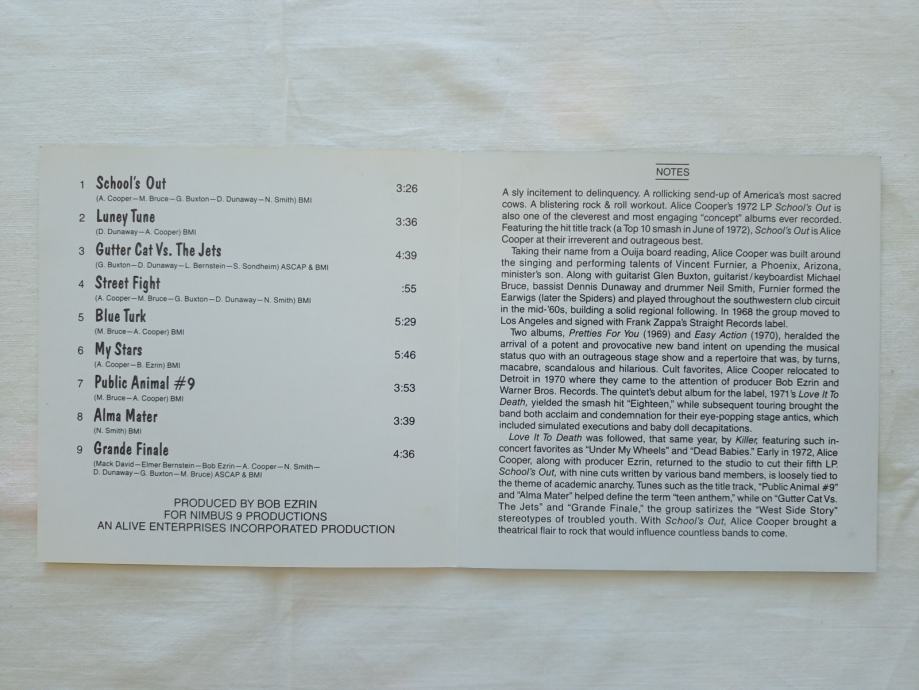 1 School's Out 3:26
(A. Cooper—M. Bruce—G. Buxton—D. Dunaway—N. Smith) BMI
2 Luney Tune 3:36
(D. Dunaway—A. Cooper) BMI
3 Gutter Cat Vs. The Jets 4:39
(G. Buxton—D. Dunaway—L. Bernstein—S. Sondheim) ASCAP & BMI
4 Street Fight :55
(A. Cooper—M. Bruce—G. Buxton—D. Dunaway—N. Smith) BMI
5 Blue Turk 5:29
(M. Bruce—A. Cooper) BMI
6 My Stars 5:46
(A. Cooper—B. Ezrin) BMI
7 Public Animal #9 3:53
(M. Bruce—A. Cooper) BMI
8 Alma Mater 3:39
(N. Smith) BMI
9 Grande Finale 4:36
(Mack David—Elmer Bernstein—Bob Ezrin—A. Cooper—N. Smith—
D. Dunaway—G. Buxton—M. Bruce) ASCAP & BMI
PRODUCED BY BOB EZRIN
FOR NIMBUS 9 PRODUCTIONS
AN ALIVE ENTERPRISES INCORPORATED PRODUCTION
NOTES
A sly incitement to delinquency. A rollicking send-up of America's most sacred
cows. A blistering rock & roll workout. Alice Cooper's 1972 LP School's Out is
also one of the cleverest and most engaging "concept" albums ever recorded.
Featuring the hit title track (a Top 10 smash in June of 1972), School's Out is Alice
Cooper at their irreverent and outrageous best.
Taking their name from a Ouija board reading, Alice Cooper was built around
the singing and performing talents of Vincent Furnier, a Phoenix, Arizona,
minister's son. Along with guitarist Glen Buxton, guitarist/keyboardist Michael
Bruce, bassist Dennis Dunaway and drummer Neil Smith, Furnier formed the
Earwigs (later the Spiders) and played throughout the southwestern club circuit
in the mid-'60s, building a solid regional following. In 1968 the group moved to
Los Angeles and signed with Frank Zappa's Straight Records label.
Two albums, Pretties For You (1969) and Easy Action (1970), heralded the
arrival of a potent and provocative new band intent on upending the musical
status quo with an outrageous stage show and a repertoire that was, by turns,
macabre, scandalous and hilarious. Cult favorites, Alice Cooper relocated to
Detroit in 1970 where they came to the attention of producer Bob Ezrin and
Warner Bros. Records. The quintet's debut album for the label, 1971's Love It To
Death, yielded the smash hit "Eighteen," while subsequent touring brought the
band both acclaim and condemnation for their eye-popping stage antics, which
included simulated executions and baby doll decapitations.
Love It To Death was followed, that same year, by Killer, featuring such in-
concert favorites as "Under My Wheels" and "Dead Babies." Early in 1972, Alice
Cooper, along with producer Ezrin, returned to the studio to cut their fifth LP.
School's Out, with nine cuts written by various band members, is loosely tied to
the theme of academic anarchy. Tunes such as the title track, "Public Animal #9"
and "Alma Mater" helped define the term "teen anthem," while on "Gutter Cat Vs.
The Jets" and "Grande Finale," the group satirizes the "West Side Story"
stereotypes of troubled youth. With School's Out, Alice Cooper brought a
theatrical flair to rock that would influence countless bands to come.